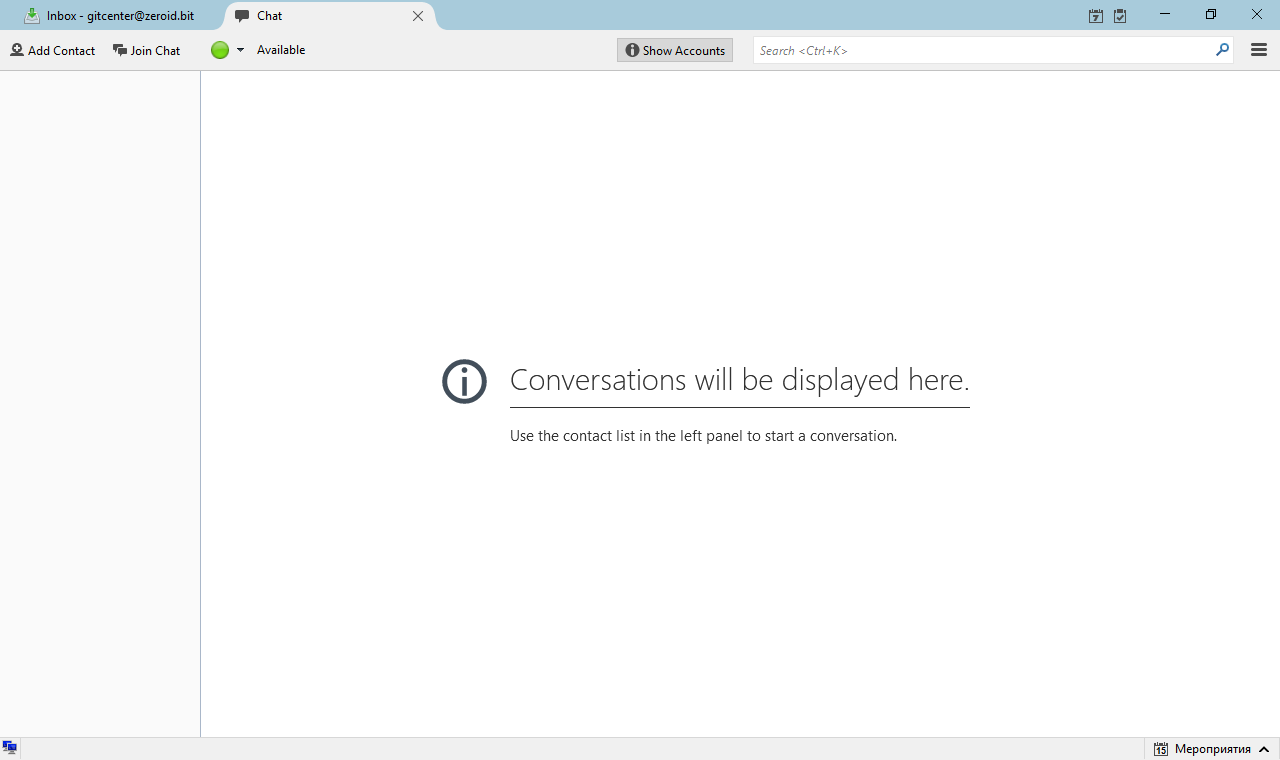 Inbox - gitcenter@zeroid.bit
Chat
7
Add Contact
Join Chat
Available
Show Accounts
Search <Ctrl+K>
Conversations will be displayed here.
Use the contact list in the left panel to start a conversation.
15
Мероприятия